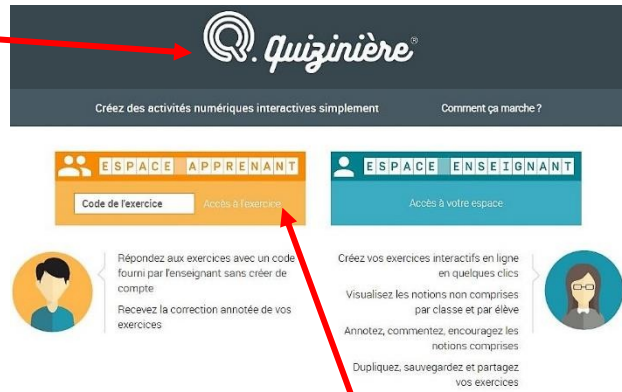 Q. Quizinière®
Créez des activités numériques interactives simplement
Comment ça marche ?
ESPACE APPRENANT
Code de l'exercice
Accès à l'exercice
Répondez aux exercices avec un code
fourni par l'enseignant sans créer de
compte
Recevez la correction annotée de vos
exercices
ESPACE ENSEIGNANT
Accès à votre espace
Créez vos exercices interactifs en ligne
en quelques clics
Visualisez les notions non comprises
par classe et par élève
Annotez, commentez, encouragez les
notions comprises
Dupliquez, sauvegardez et partagez
vos exercices